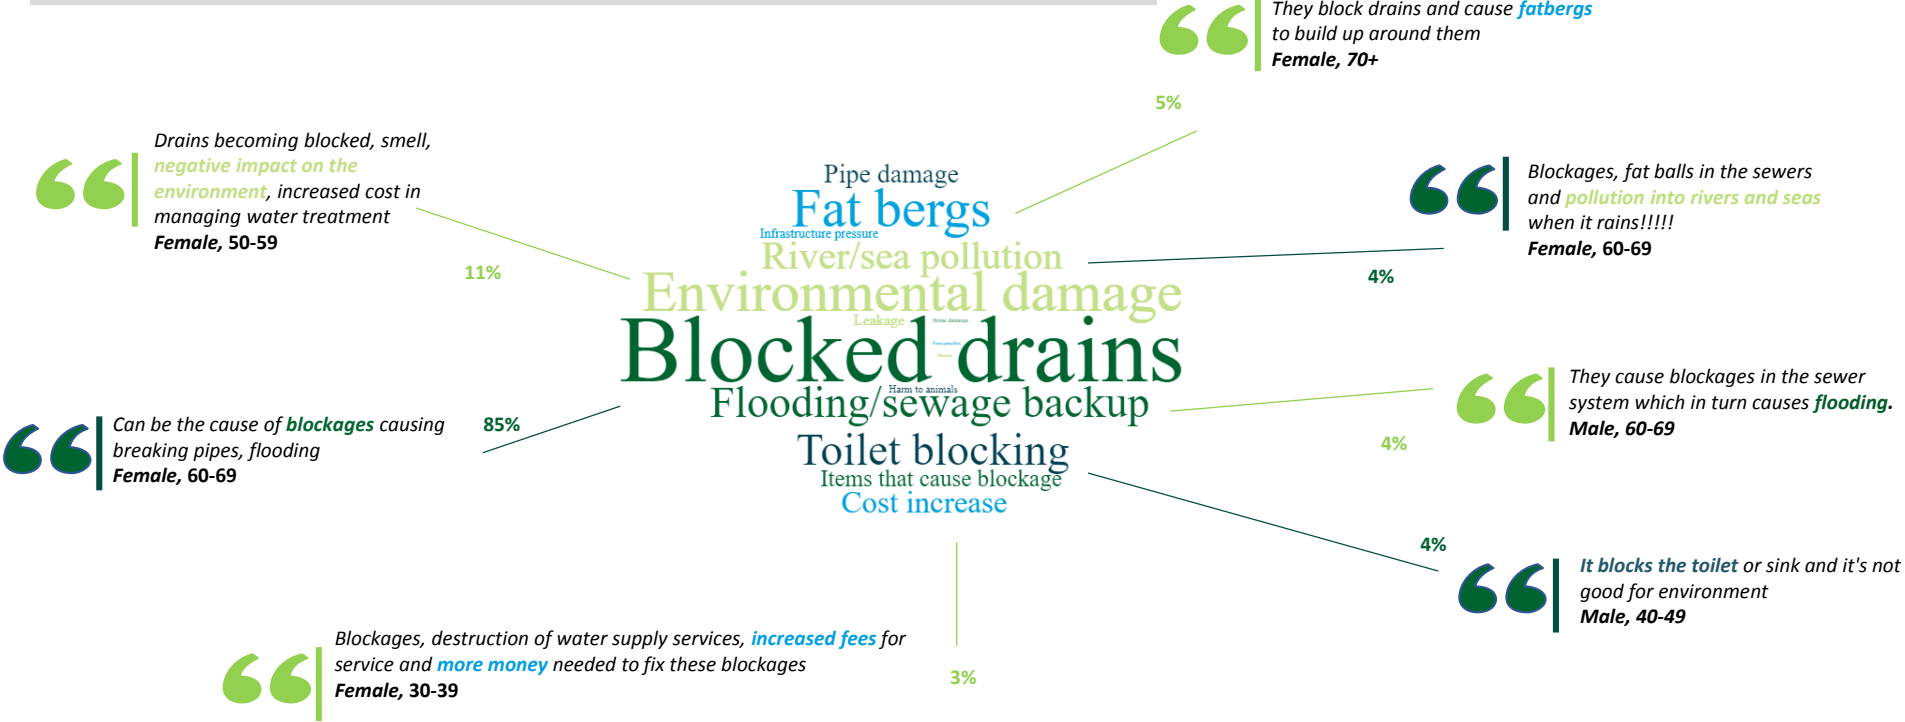 They block drains and cause fatbergs
to build up around them
Female, 70+
5%
Drains becoming blocked, smell,
negative impact on the
environment, increased cost in
managing water treatment
Female, 50-59
11%
Blockages, fat balls in the sewers
and pollution into rivers and seas
when it rains!!!!!
Female, 60-69
4%
Pipe damage
Fat bergs
Infrastructure pressure
River/sea pollution
Environmental damage
Leakage
Blocked drains
Harm to animals
Flooding/sewage backup
Toilet blocking
Items that cause blockage
Cost increase
They cause blockages in the sewer
system which in turn causes flooding.
Male, 60-69
4%
Can be the cause of blockages causing
breaking pipes, flooding
Female, 60-69
85%
4%
It blocks the toilet or sink and it's not
good for environment
Male, 40-49
Blockages, destruction of water supply services, increased fees for
service and more money needed to fix these blockages
Female, 30-39
3%